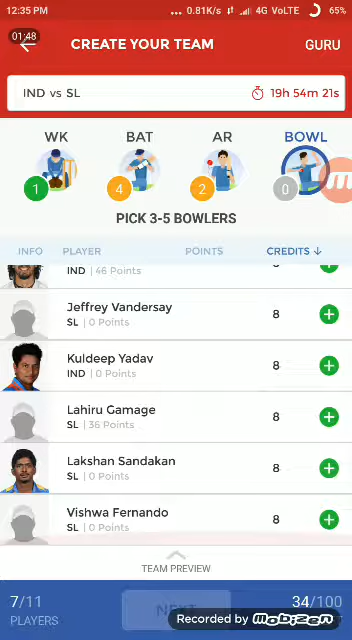 12:35 PM ... 0.81K/s 4G VoLTE 65%
01:48
CREATE YOUR TEAM GURU
IND vs SL 19h 54m 21s
WK BAT AR BOWL
1 4 2 0
PICK 3-5 BOWLERS
INFO PLAYER POINTS CREDITS ↓
IND | 46 Points
Jeffrey Vandersay
SL | 0 Points 8 +
Kuldeep Yadav
IND | 0 Points 8 +
Lahiru Gamage
SL | 36 Points 8 +
Lakshan Sandakan
SL | 0 Points 8 +
Vishwa Fernando
SL | 0 Points 8 +
TEAM PREVIEW
7/11 NEXT 34/100
PLAYERS
Recorded by Mobizen